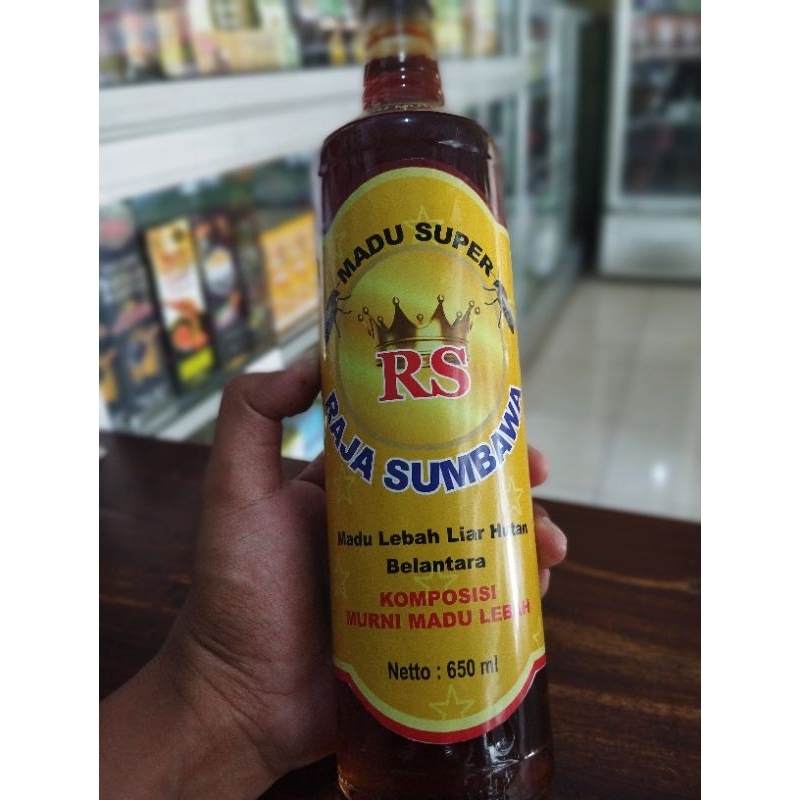 MADU SUPER
RS
RAJA SUMBAWA
Madu Lebah Liar Hutan
Belantara
KOMPOSISI
MURNI MADU LEBAH
Netto : 650 ml